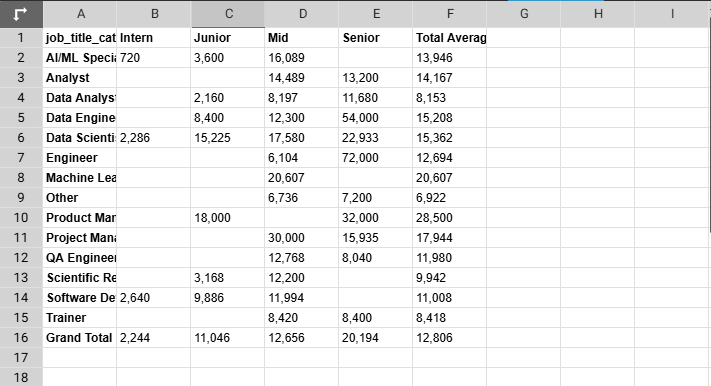 A B C D E F G H I
1 job_title_cat Intern Junior Mid Senior Total Averag
2 AI/ML Speci 720 3,600 16,089 13,946
3 Analyst 14,489 13,200 14,167
4 Data Analys 2,160 8,197 11,680 8,153
5 Data Engine 8,400 12,300 54,000 15,208
6 Data Scienti 2,286 15,225 17,580 22,933 15,362
7 Engineer 6,104 72,000 12,694
8 Machine Lea 20,607 20,607
9 Other 6,736 7,200 6,922
10 Product Mar 18,000 32,000 28,500
11 Project Mana 30,000 15,935 17,944
12 QA Engineer 12,768 8,040 11,980
13 Scientific Re 3,168 12,200 9,942
14 Software De 2,640 9,886 11,994 11,008
15 Trainer 8,420 8,400 8,418
16 Grand Total 2,244 11,046 12,656 20,194 12,806
17
18